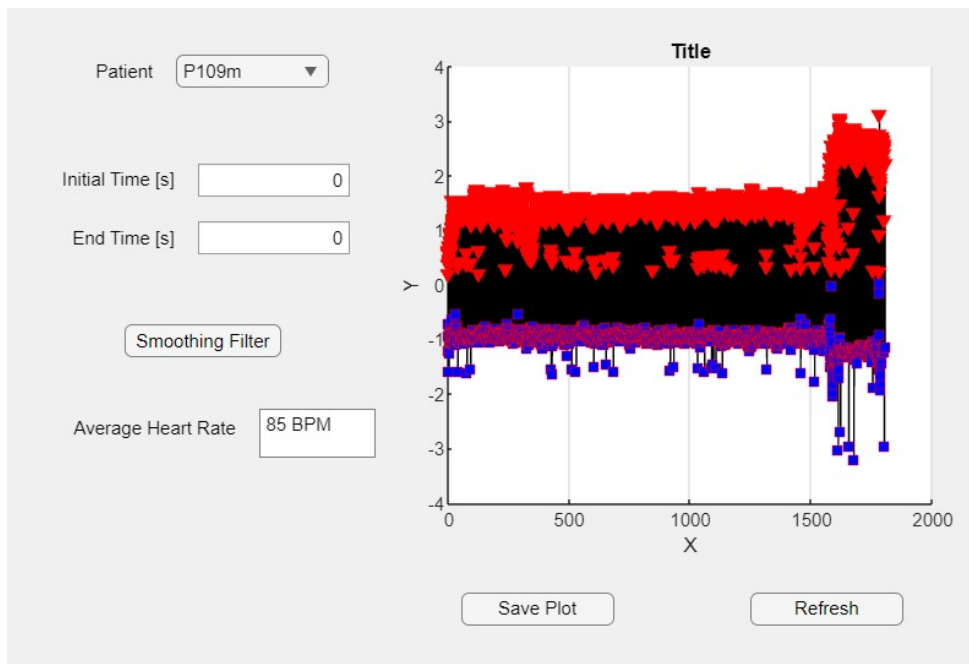 Patient
P109m
Initial Time [s]
0
End Time [s]
0
Smoothing Filter
Average Heart Rate
85 BPM
Title
4
3
2
1
0
-1
-2
-3
-4
Y
0
500
1000
1500
2000
X
Save Plot
Refresh